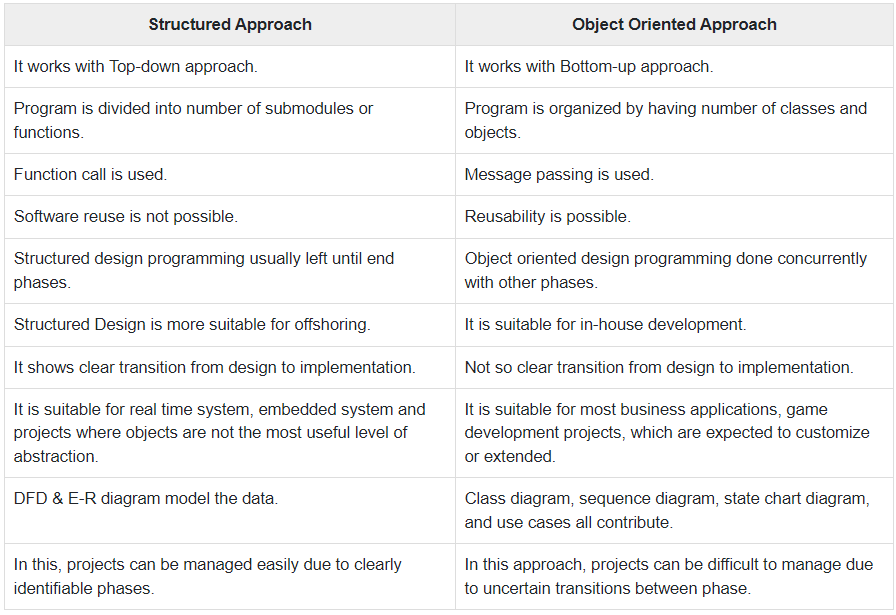 Structured Approach
Object Oriented Approach
It works with Top-down approach.
It works with Bottom-up approach.
Program is divided into number of submodules or
functions.
Program is organized by having number of classes and
objects.
Function call is used.
Message passing is used.
Software reuse is not possible.
Reusability is possible.
Structured design programming usually left until end
phases.
Object oriented design programming done concurrently
with other phases.
Structured Design is more suitable for offshoring.
It is suitable for in-house development.
It shows clear transition from design to implementation.
Not so clear transition from design to implementation.
It is suitable for real time system, embedded system and
projects where objects are not the most useful level of
abstraction.
It is suitable for most business applications, game
development projects, which are expected to customize
or extended.
DFD & E-R diagram model the data.
Class diagram, sequence diagram, state chart diagram,
and use cases all contribute.
In this, projects can be managed easily due to clearly
identifiable phases.
In this approach, projects can be difficult to manage due
to uncertain transitions between phase.